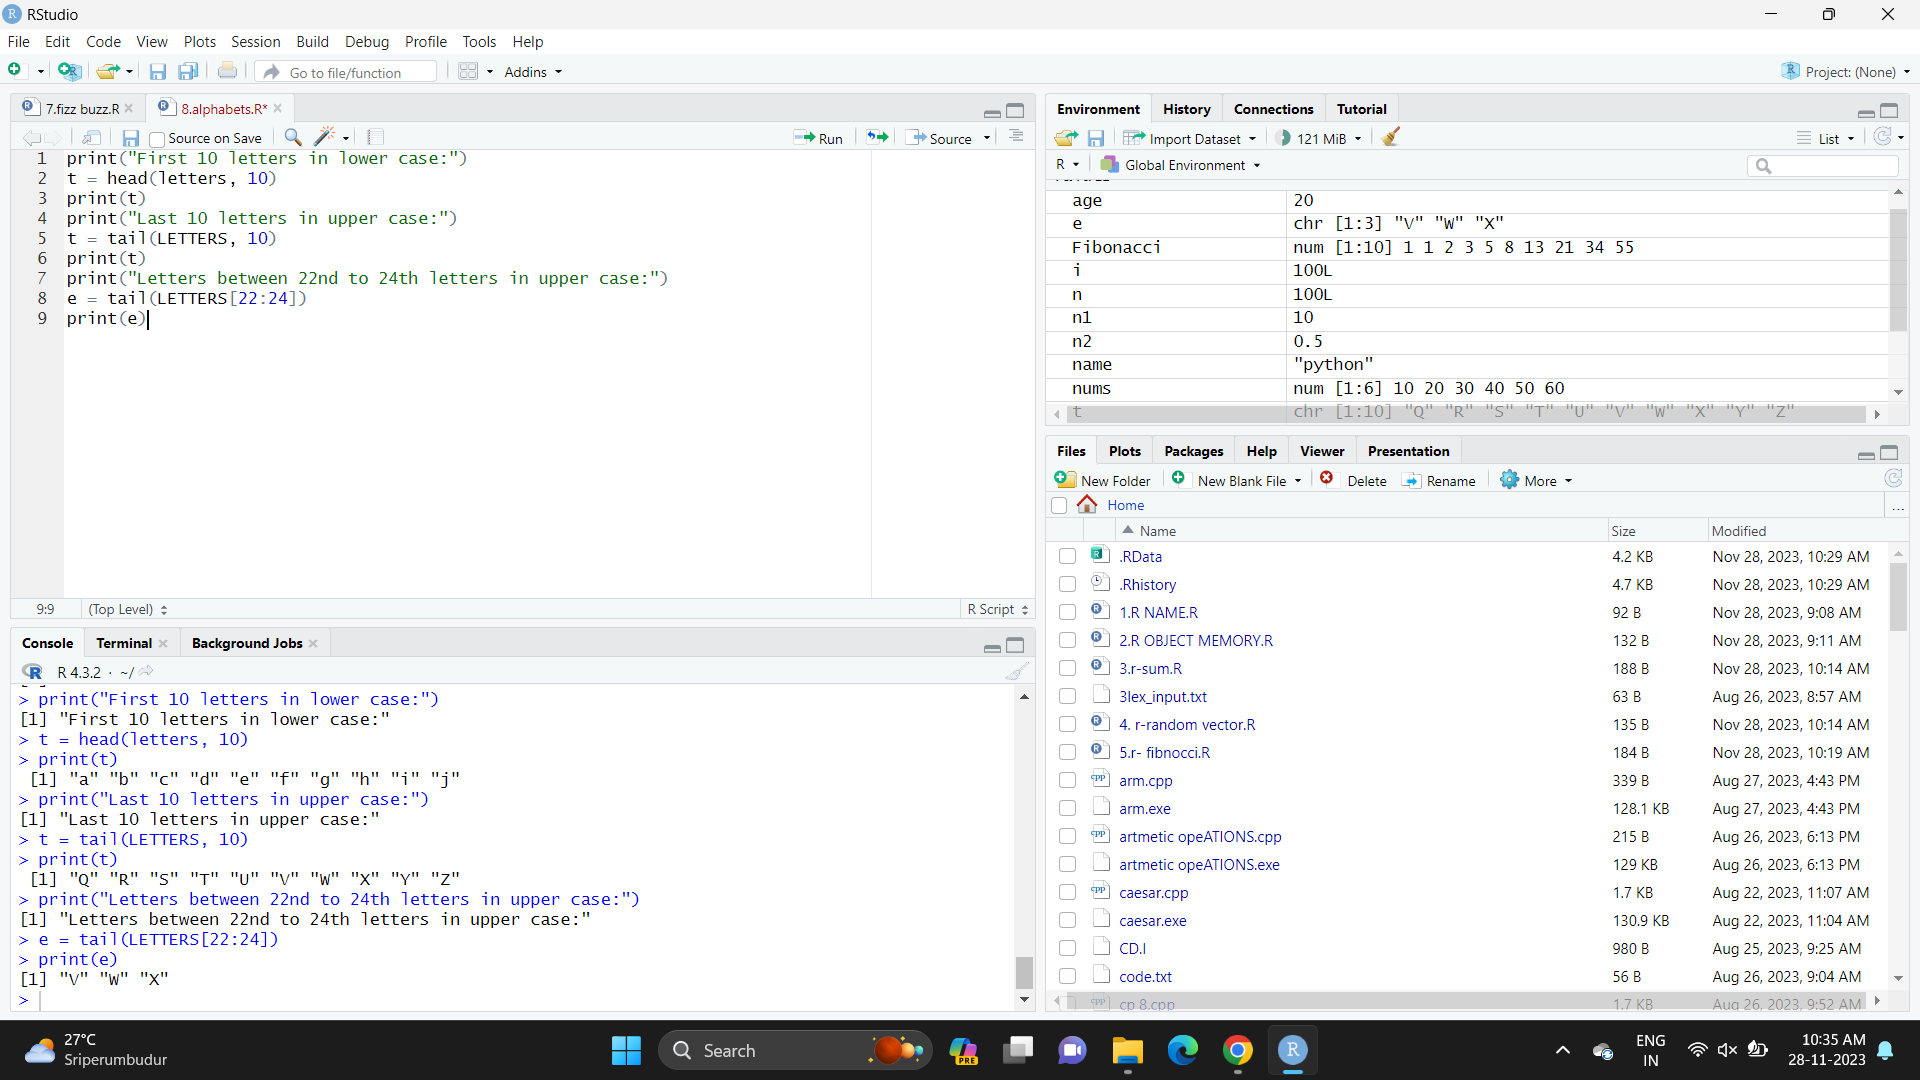 RStudio
File Edit Code View Plots Session Build Debug Profile Tools Help
Go to file/function Addins Project: (None)
7.fizz buzz.R 8.alphabets.R*
Source on Save Run Source
1 print("First 10 letters in lower case:")
2 t = head(letters, 10)
3 print(t)
4 print("Last 10 letters in upper case:")
5 t = tail(LETTERS, 10)
6 print(t)
7 print("Letters between 22nd to 24th letters in upper case:")
8 e = tail(LETTERS[22:24])
9 print(e)
9:9 (Top Level) R Script
Console Terminal Background Jobs
R 4.3.2 · ~/
> print("First 10 letters in lower case:")
[1] "First 10 letters in lower case:"
> t = head(letters, 10)
> print(t)
[1] "a" "b" "c" "d" "e" "f" "g" "h" "i" "j"
> print("Last 10 letters in upper case:")
[1] "Last 10 letters in upper case:"
> t = tail(LETTERS, 10)
> print(t)
[1] "Q" "R" "S" "T" "U" "V" "W" "X" "Y" "Z"
> print("Letters between 22nd to 24th letters in upper case:")
[1] "Letters between 22nd to 24th letters in upper case:"
> e = tail(LETTERS[22:24])
> print(e)
[1] "V" "W" "X"
>
Environment History Connections Tutorial
Import Dataset 121 MiB List
R Global Environment
age 20
e chr [1:3] "V" "W" "X"
Fibonacci num [1:10] 1 1 2 3 5 8 13 21 34 55
i 100L
n 100L
n1 10
n2 0.5
name "python"
nums num [1:6] 10 20 30 40 50 60
t chr [1:10] "Q" "R" "S" "T" "U" "V" "W" "X" "Y" "Z"
Files Plots Packages Help Viewer Presentation
New Folder New Blank File Delete Rename More
Home ...
Name Size Modified
.RData 4.2 KB Nov 28, 2023, 10:29 AM
.Rhistory 4.7 KB Nov 28, 2023, 10:29 AM
1.R NAME.R 92 B Nov 28, 2023, 9:08 AM
2.R OBJECT MEMORY.R 132 B Nov 28, 2023, 9:11 AM
3.r-sum.R 188 B Nov 28, 2023, 10:14 AM
3lex_input.txt 63 B Aug 26, 2023, 8:57 AM
4. r-random vector.R 135 B Nov 28, 2023, 10:14 AM
5.r- fibnocci.R 184 B Nov 28, 2023, 10:19 AM
arm.cpp 339 B Aug 27, 2023, 4:43 PM
arm.exe 128.1 KB Aug 27, 2023, 4:43 PM
artmetic opeATIONS.cpp 215 B Aug 26, 2023, 6:13 PM
artmetic opeATIONS.exe 129 KB Aug 26, 2023, 6:13 PM
caesar.cpp 1.7 KB Aug 22, 2023, 11:07 AM
caesar.exe 130.9 KB Aug 22, 2023, 11:04 AM
CD.l 980 B Aug 25, 2023, 9:25 AM
code.txt 56 B Aug 26, 2023, 9:04 AM
cp 8.cpp 1.7 KB Aug 26, 2023, 9:52 AM
27°C
Sriperumbudur
Search
PRE
ENG
IN
10:35 AM
28-11-2023